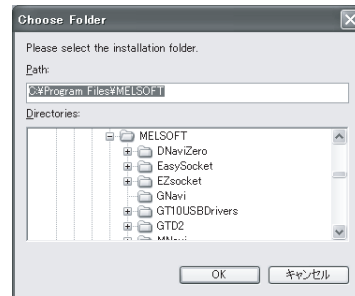 Choose Folder
Please select the installation folder.
Path:
C:¥Program Files¥MELSOFT
Directories:
MELSOFT
DNaviZero
EasySocket
EZsocket
GNavi
GT10USBDrivers
GTD2
MNavi
OK
キャンセル